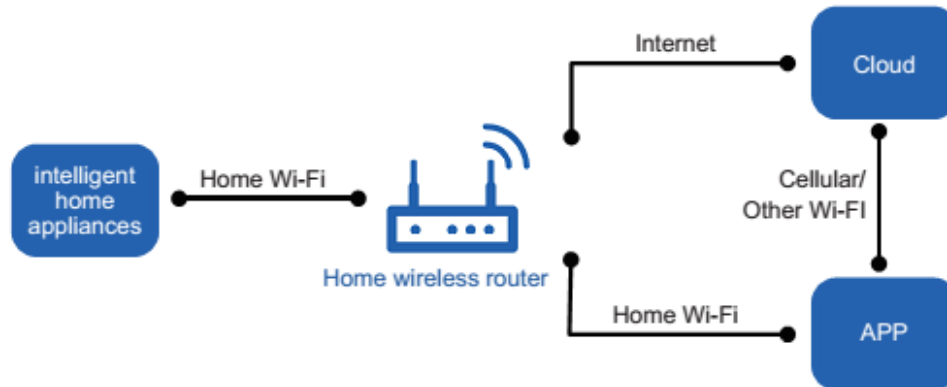 Internet
Cloud
intelligent
home
appliances
Home Wi-Fi
Cellular/
Other Wi-FI
Home wireless router
Home Wi-Fi
APP